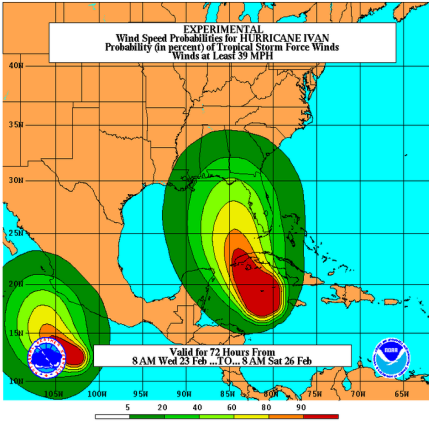 EXPERIMENTAL
Wind Speed Probabilities for HURRICANE IVAN
Probability (in percent) of Tropical Storm Force Winds
Winds at Least 39 MPH
40N
35N
30N
25N
20N
15N
10N
Valid for 72 Hours From
8 AM Wed 23 Feb ...TO... 8 AM Sat 26 Feb
NOAA
105W 100W 95W 90W 85W 80W 75W 70W 65W
5 20 40 60 80 90